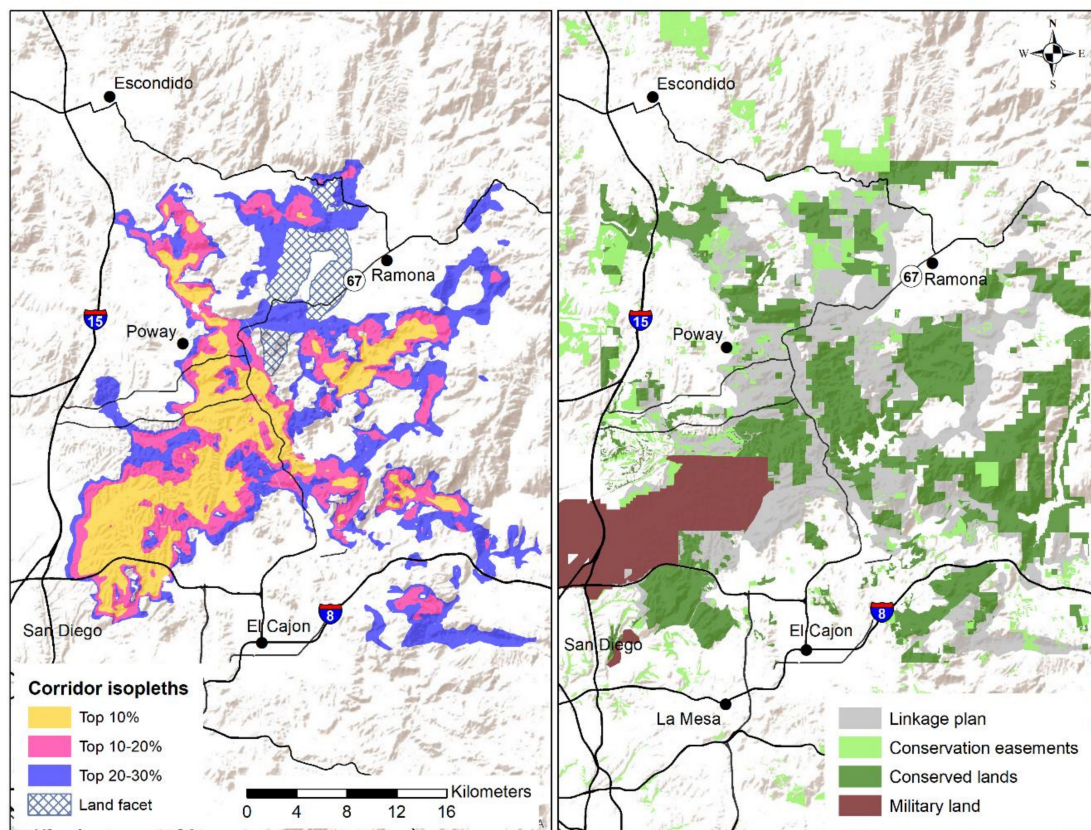 Escondido
Ramona
67
15
Poway
8
San Diego
El Cajon
Corridor isopleths
Top 10%
Top 10-20%
Top 20-30%
Land facet
Kilometers
0 4 8 12 16
N
W E
S
Escondido
Ramona
67
15
Poway
San Diego
El Cajon
8
La Mesa
Linkage plan
Conservation easements
Conserved lands
Military land